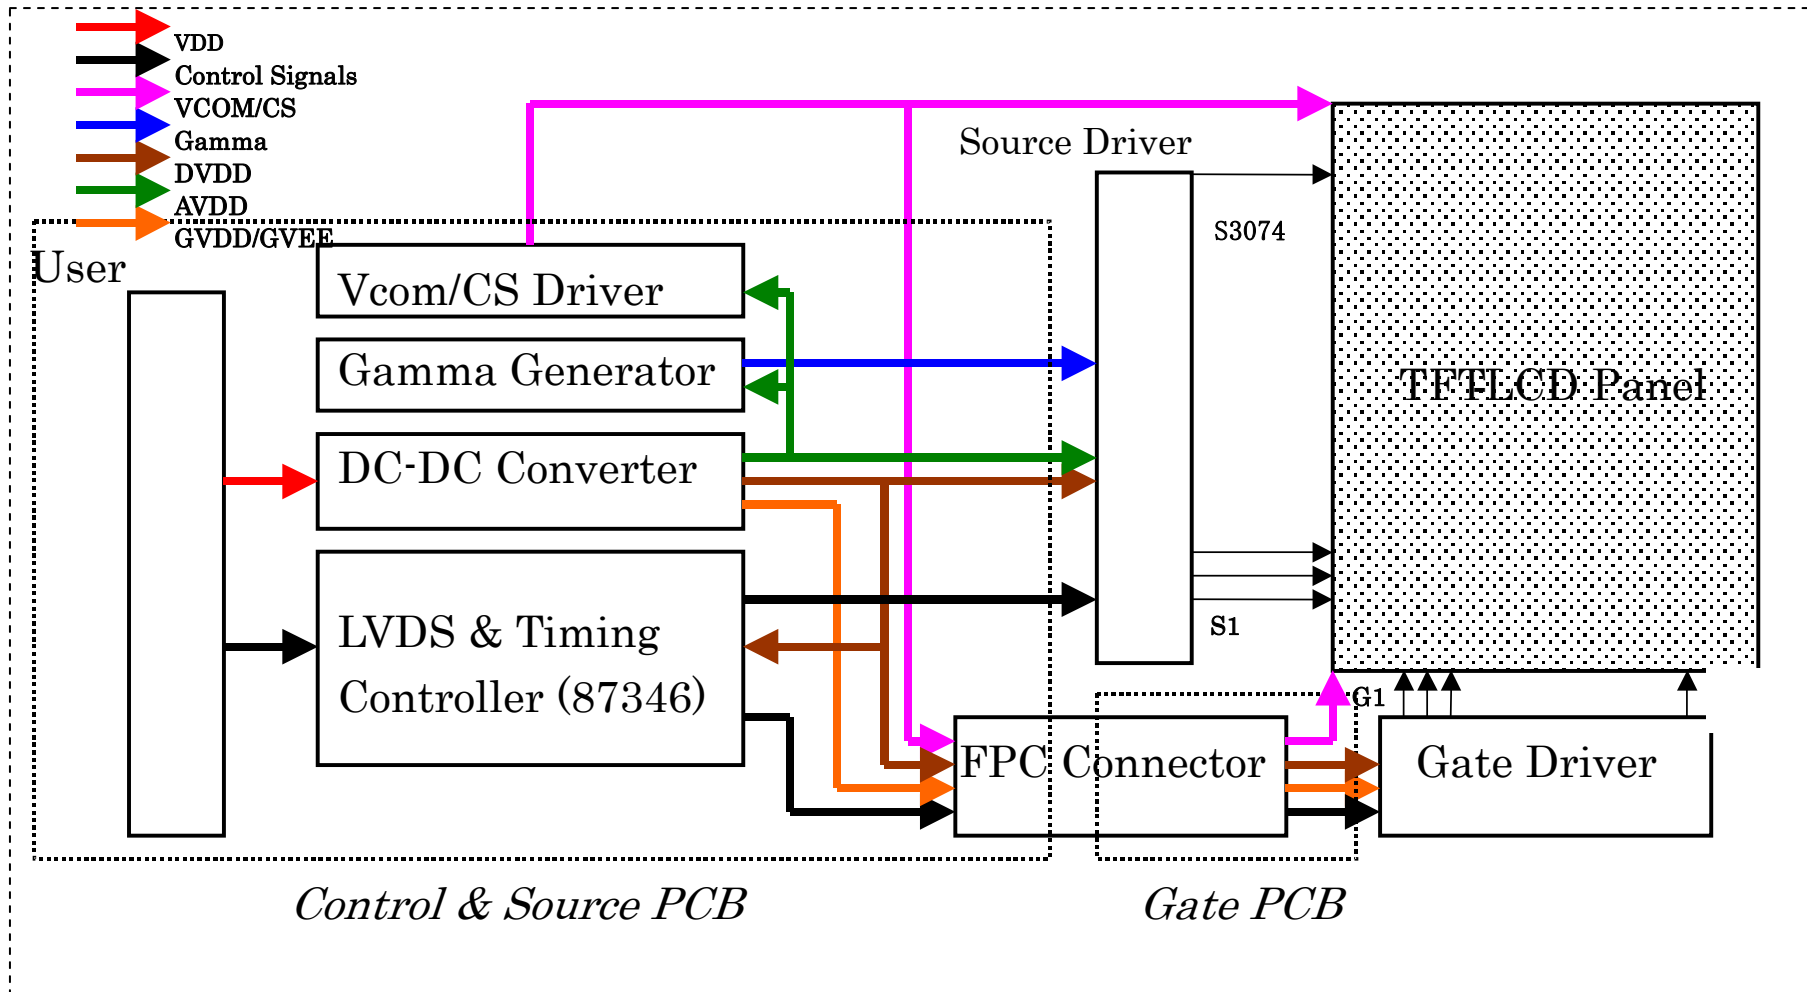 VDD
Control Signals
VCOM/CS
Gamma
DVDD
AVDD
GVDD/GVEE
User
Source Driver
S3074
Vcom/CS Driver
Gamma Generator
TFT-LCD Panel
DC-DC Converter
LVDS & Timing
Controller (87346)
S1
G1
FPC Connector
Gate Driver
Control & Source PCB
Gate PCB